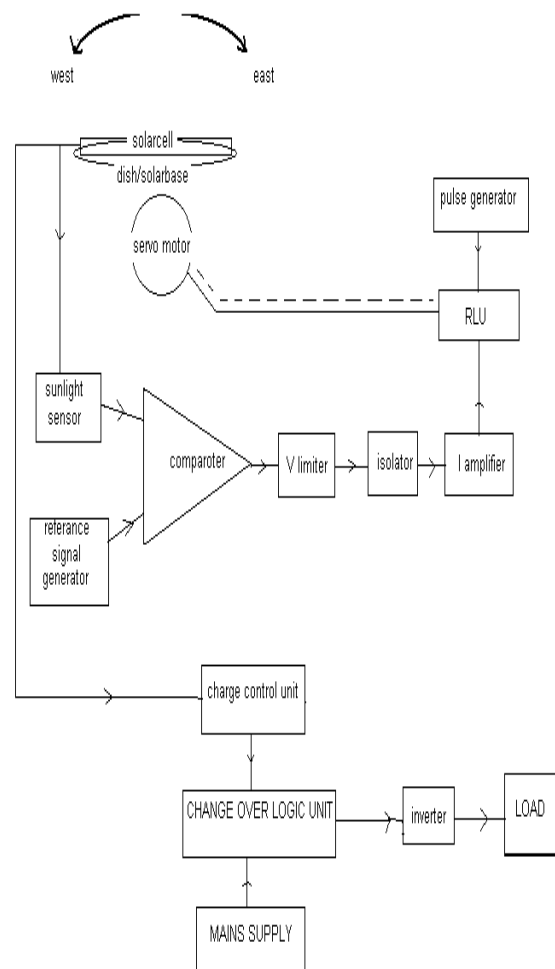 west
east
solarcell
dish/solarbase
pulse generator
servo motor
RLU
sunlight
sensor
comparoter
V limiter
isolator
I amplifier
referance
signal
generator
charge control unit
CHANGE OVER LOGIC UNIT
inverter
LOAD
MAINS SUPPLY